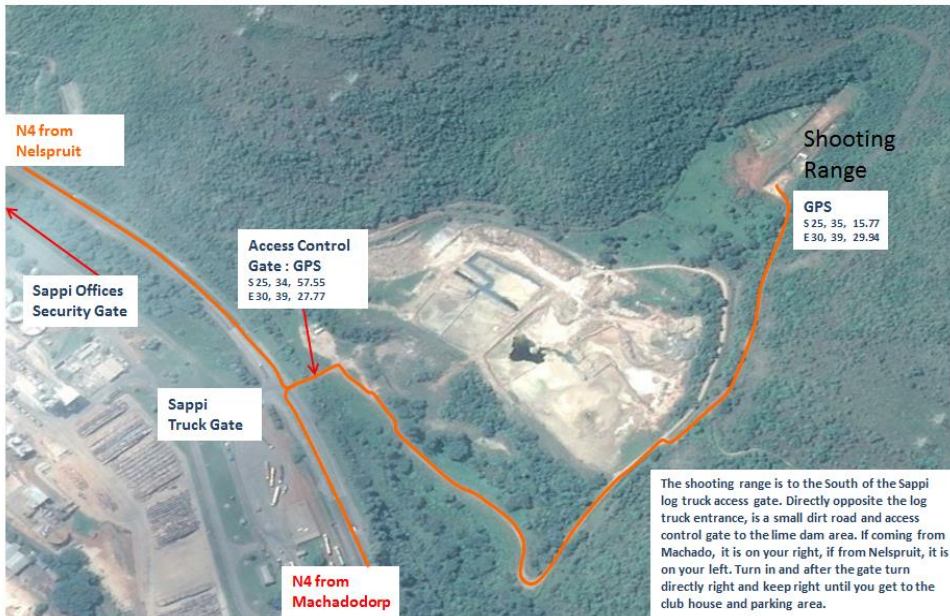 N4 from
Nelspruit
Shooting
Range
GPS
S 25, 35, 15.77
E 30, 39, 29.94
Access Control
Gate : GPS
S 25, 34, 57.55
E 30, 39, 27.77
Sappi Offices
Security Gate
Sappi
Truck Gate
N4 from
Machadodorp
The shooting range is to the South of the Sappi
log truck access gate. Directly opposite the log
truck entrance, is a small dirt road and access
control gate to the lime dam area. If coming from
Machado, it is on your right, if from Nelspruit, it is
on your left. Turn in and after the gate turn
directly right and keep right until you get to the
club house and parking area.